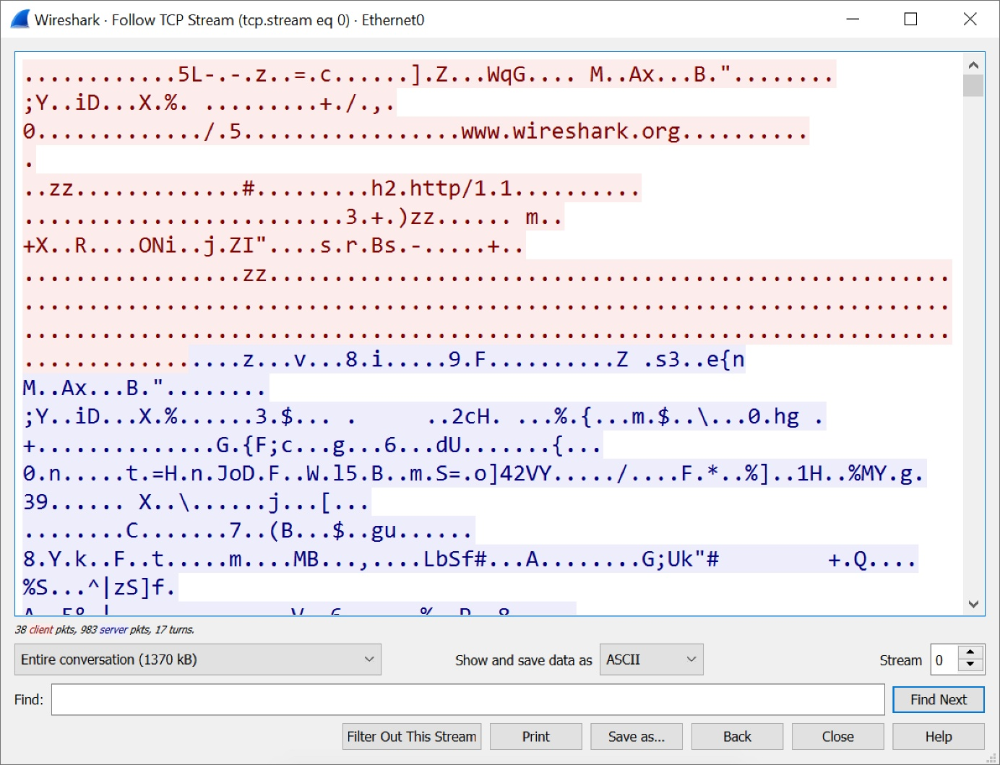 Wireshark · Follow TCP Stream (tcp.stream eq 0) · Ethernet0
............5L-.-.z..=.c......].Z...WqG.... M..Ax...B."........
;Y..iD...X.%. .........+./.,.
0............./.5.................www.wireshark.org..........
.
..zz.............#.........h2.http/1.1..........
.........................3.+.)zz...... m..
+X..R....ONi..j.ZI"....s.r.Bs.-.....+..
.................zz.....................................................
........................................................................
........................................................................
.................z...v...8.i.....9.F..........Z .s3..e{n
M..Ax...B."........
;Y..iD...X.%......3.$... .      ..2cH. ...%.{...m.$..\...0.hg .
+..............G.{F;c...g...6...dU.......{...
0.n.....t.=H.n.JoD.F..W.l5.B..m.S=.o]42VY...../....F.*..%]..1H..%MY.g.
39...... X..\......j...[...
........C.......7..(B...$..gu......
8.Y.k..F..t.....m....MB...,....LbSf#...A........G;Uk"#        +.Q....
%S...^|zS]f.
38 client pkts, 983 server pkts, 17 turns.
Entire conversation (1370 kB) Show and save data as ASCII Stream 0
Find: Find Next
Filter Out This Stream Print Save as... Back Close Help